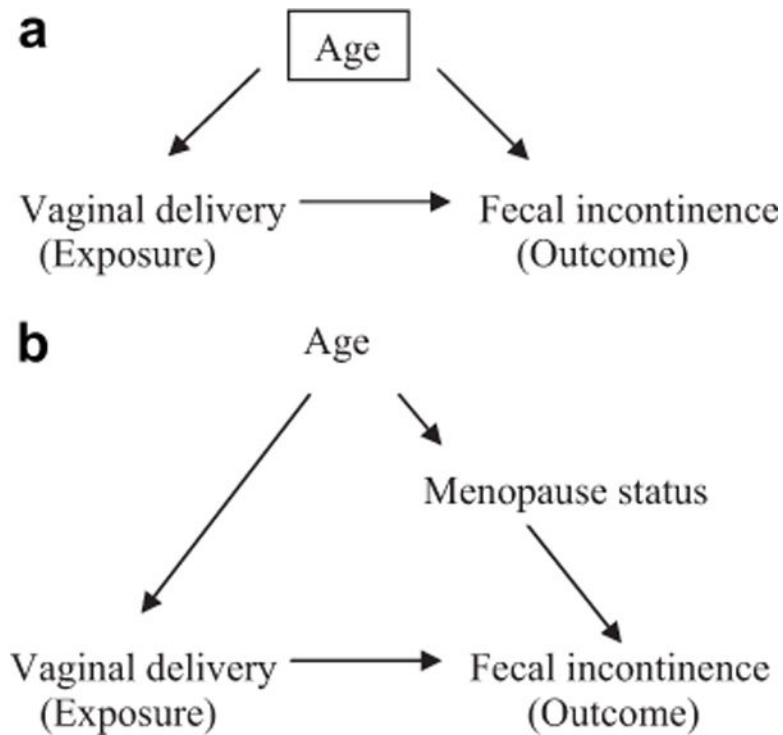 a
Age
Vaginal delivery
(Exposure)
Fecal incontinence
(Outcome)
b
Age
Menopause status
Vaginal delivery
(Exposure)
Fecal incontinence
(Outcome)